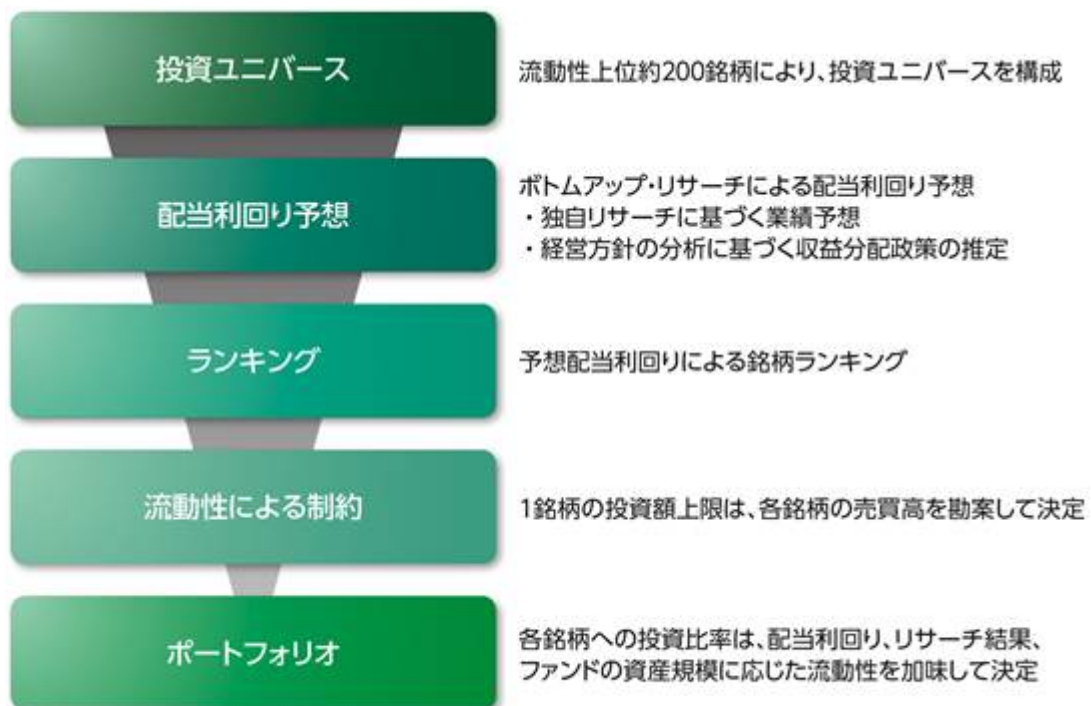 投資ユニバース
流動性上位約200銘柄により、投資ユニバースを構成
配当利回り予想
ボトムアップ・リサーチによる配当利回り予想
・独自リサーチに基づく業績予想
・経営方針の分析に基づく収益分配政策の推定
ランキング
予想配当利回りによる銘柄ランキング
流動性による制約
1銘柄の投資額上限は、各銘柄の売買高を勘案して決定
ポートフォリオ
各銘柄への投資比率は、配当利回り、リサーチ結果、
ファンドの資産規模に応じた流動性を加味して決定